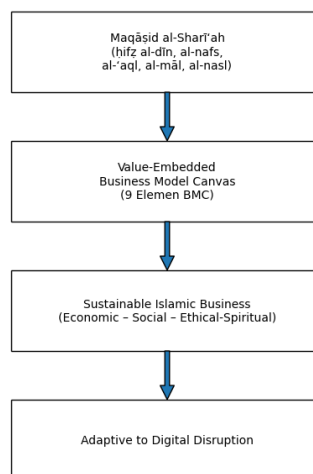 Maqāṣid al-Sharī‘ah
(ḥifẓ al-dīn, al-nafs,
al-‘aql, al-māl, al-nasl)
Value-Embedded
Business Model Canvas
(9 Elemen BMC)
Sustainable Islamic Business
(Economic – Social – Ethical-Spiritual)
Adaptive to Digital Disruption